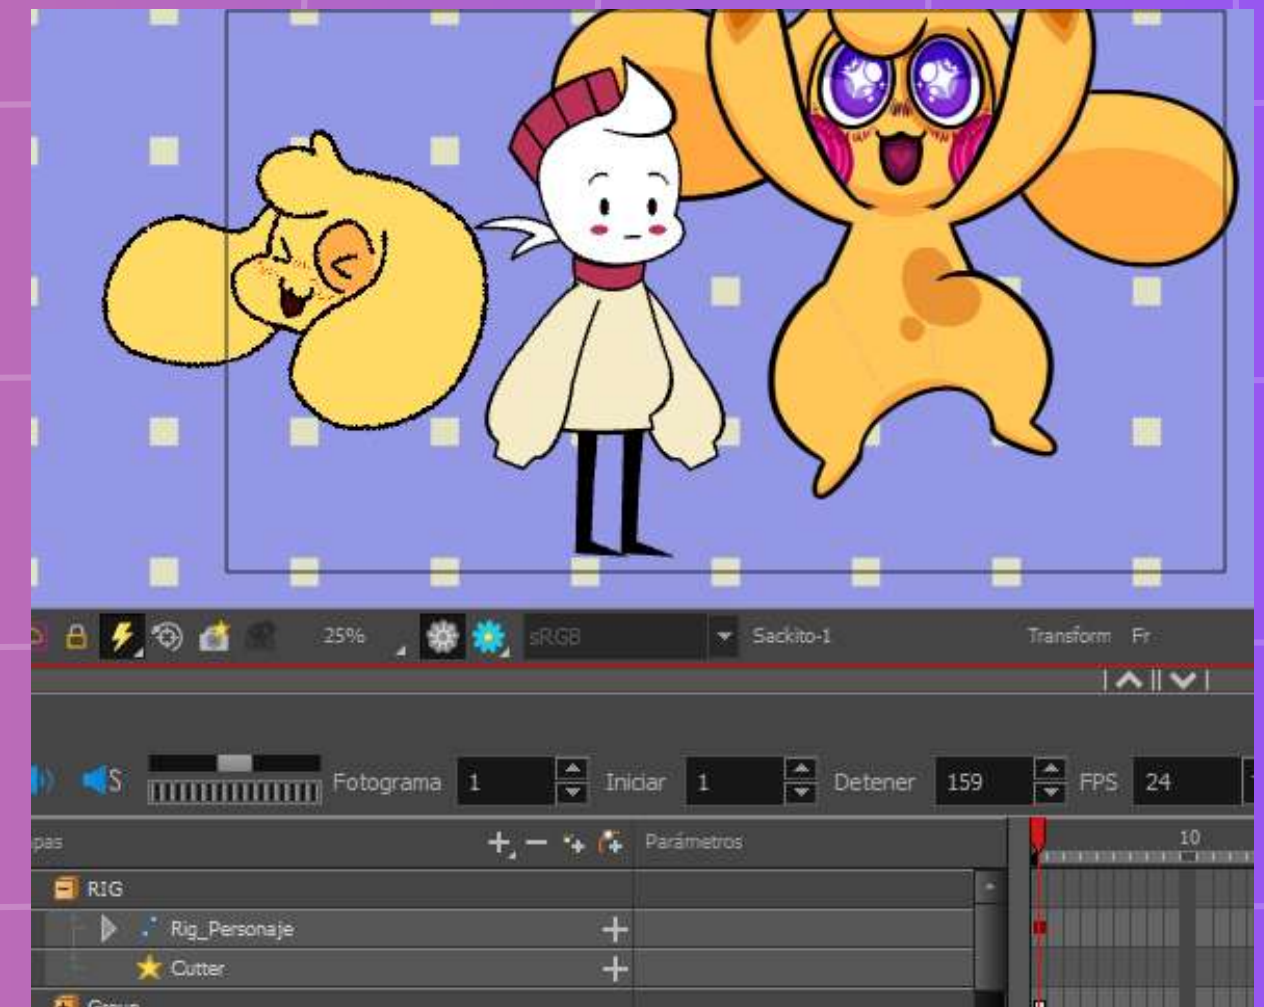 25% sRGB Sackito-1 Transform Fr
S Fotograma 1 Iniciar 1 Detener 159 FPS 24
apas Parámetros 10
RIG
Rig_Personaje
Cutter